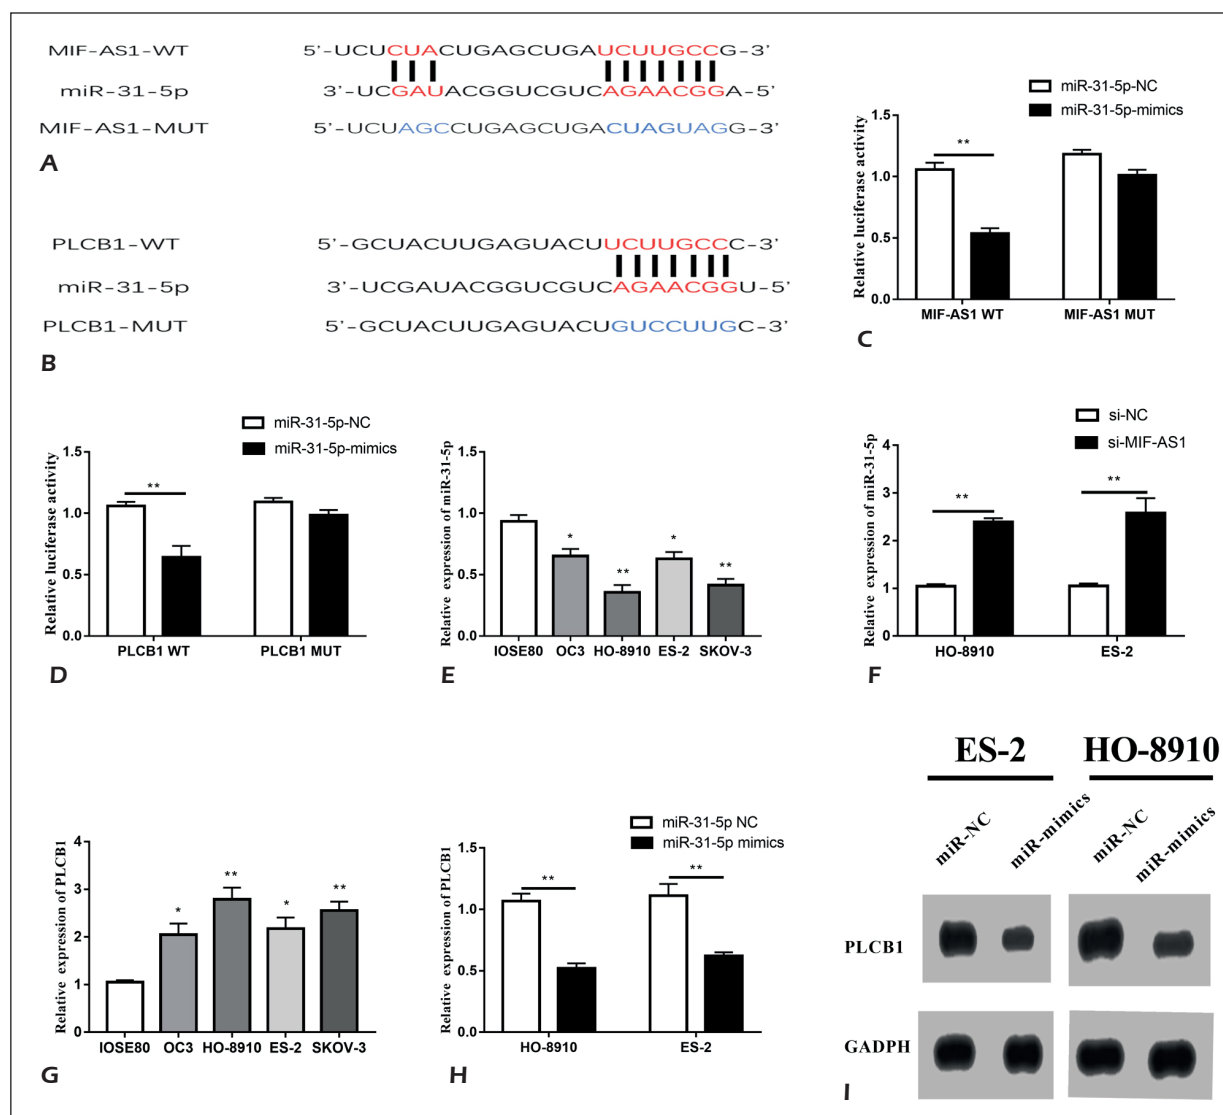 MIF-AS1-WT 5'-UCUCUACUGAGCUGAUCUUGCCG-3'
miR-31-5p 3'-UCGAUACGGUCGUCAGAACGGA-5'
MIF-AS1-MUT 5'-UCUAGCCUGAGCUGACUAGUAGG-3'
A
PLCB1-WT 5'-GCUACUUGAGUACUUCUUGCCC-3'
miR-31-5p 3'-UCGAUACGGUCGUCAGAACGGU-5'
PLCB1-MUT 5'-GCUACUUGAGUACUGUCCUUGC-3'
B
miR-31-5p-NC
miR-31-5p-mimics
Relative luciferase activity
1.5
1.0
0.5
0.0
**
MIF-AS1 WT MIF-AS1 MUT
C
miR-31-5p-NC
miR-31-5p-mimics
Relative luciferase activity
1.5
1.0
0.5
0.0
**
PLCB1 WT PLCB1 MUT
D
Relative expression of miR-31-5p
1.5
1.0
0.5
0.0
* ** * **
IOSE80 OC3 HO-8910 ES-2 SKOV-3
E
si-NC
si-MIF-AS1
Relative expression of miR-31-5p
4
3
2
1
0
** **
HO-8910 ES-2
F
Relative expression of PLCB1
4
3
2
1
0
* ** * **
IOSE80 OC3 HO-8910 ES-2 SKOV-3
G
miR-31-5p NC
miR-31-5p mimics
Relative expression of PLCB1
1.5
1.0
0.5
0.0
** **
HO-8910 ES-2
H
ES-2 HO-8910
miR-NC miR-mimics miR-NC miR-mimics
PLCB1
GADPH
I